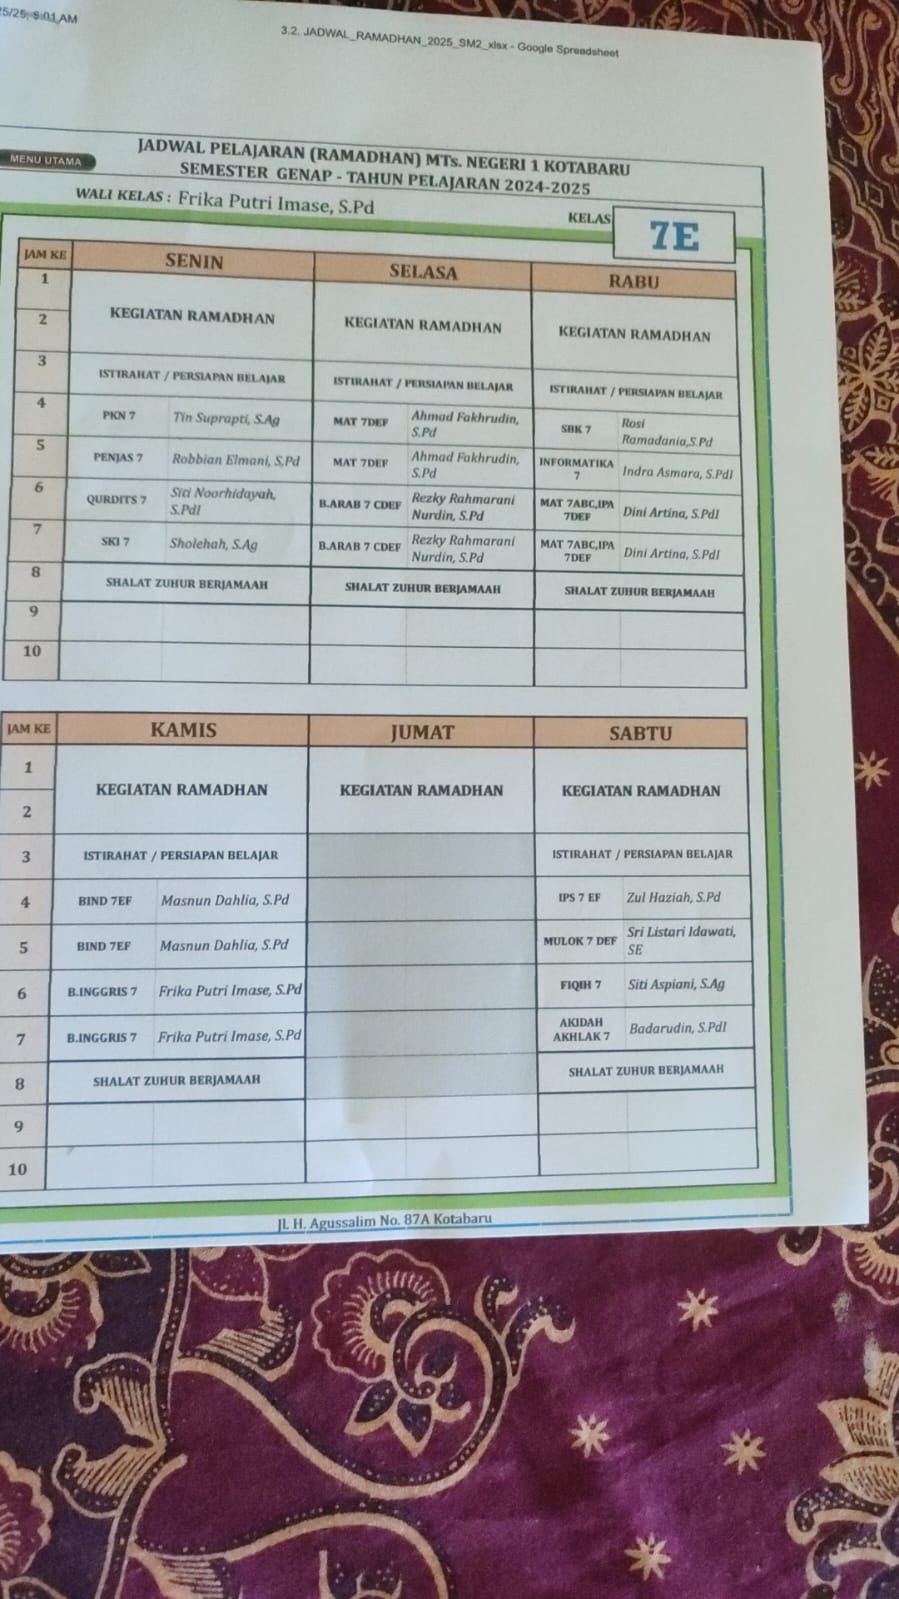 25/25, 8:01 AM
3.2. JADWAL_RAMADHAN_2025_SM2_xlsx - Google Spreadsheet
MENU UTAMA
JADWAL PELAJARAN (RAMADHAN) MTs. NEGERI 1 KOTABARU
SEMESTER GENAP - TAHUN PELAJARAN 2024-2025
WALI KELAS : Frika Putri Imase, S.Pd
KELAS 7E
JAM KE SENIN SELASA RABU
1
2 KEGIATAN RAMADHAN KEGIATAN RAMADHAN KEGIATAN RAMADHAN
3 ISTIRAHAT / PERSIAPAN BELAJAR ISTIRAHAT / PERSIAPAN BELAJAR ISTIRAHAT / PERSIAPAN BELAJAR
4 PKN 7 Tin Suprapti, S.Ag MAT 7DEF Ahmad Fakhrudin, S.Pd SBK 7 Rosi Ramadania,S.Pd
5 PENJAS 7 Robbian Elmani, S,Pd MAT 7DEF Ahmad Fakhrudin, S.Pd INFORMATIKA 7 Indra Asmara, S.PdI
6 QURDITS 7 Siti Noorhidayah, S.PdI B.ARAB 7 CDEF Rezky Rahmarani Nurdin, S.Pd MAT 7ABC,IPA 7DEF Dini Artina, S.PdI
7 SKI 7 Sholehah, S.Ag B.ARAB 7 CDEF Rezky Rahmarani Nurdin, S.Pd MAT 7ABC,IPA 7DEF Dini Artina, S.PdI
8 SHALAT ZUHUR BERJAMAAH SHALAT ZUHUR BERJAMAAH SHALAT ZUHUR BERJAMAAH
9
10
JAM KE KAMIS JUMAT SABTU
1
KEGIATAN RAMADHAN KEGIATAN RAMADHAN KEGIATAN RAMADHAN
2
3 ISTIRAHAT / PERSIAPAN BELAJAR ISTIRAHAT / PERSIAPAN BELAJAR
4 BIND 7EF Masnun Dahlia, S.Pd IPS 7 EF Zul Haziah, S.Pd
5 BIND 7EF Masnun Dahlia, S.Pd MULOK 7 DEF Sri Listari Idawati, SE
6 B.INGGRIS 7 Frika Putri Imase, S.Pd FIQIH 7 Siti Aspiani, S.Ag
7 B.INGGRIS 7 Frika Putri Imase, S.Pd AKIDAH AKHLAK 7 Badarudin, S.PdI
8 SHALAT ZUHUR BERJAMAAH SHALAT ZUHUR BERJAMAAH
9
10
Jl. H. Agussalim No. 87A Kotabaru